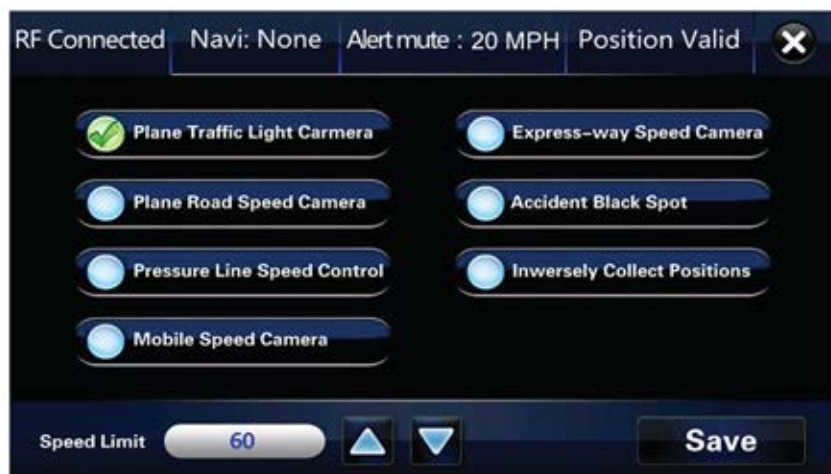 RF Connected Navi: None Alert mute : 20 MPH Position Valid
Plane Traffic Light Carmera
Express-way Speed Camera
Plane Road Speed Camera
Accident Black Spot
Pressure Line Speed Control
Inwersely Collect Positions
Mobile Speed Camera
Speed Limit 60 Save